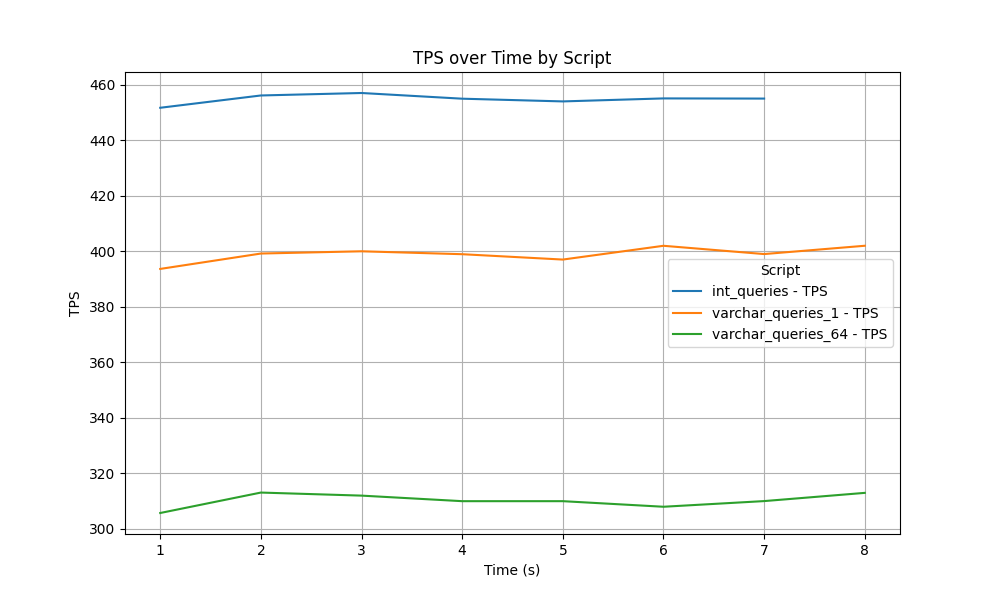 TPS over Time by Script
460
440
420
400
380
360
340
320
300
TPS
Script
int_queries - TPS
varchar_queries_1 - TPS
varchar_queries_64 - TPS
1 2 3 4 5 6 7 8
Time (s)